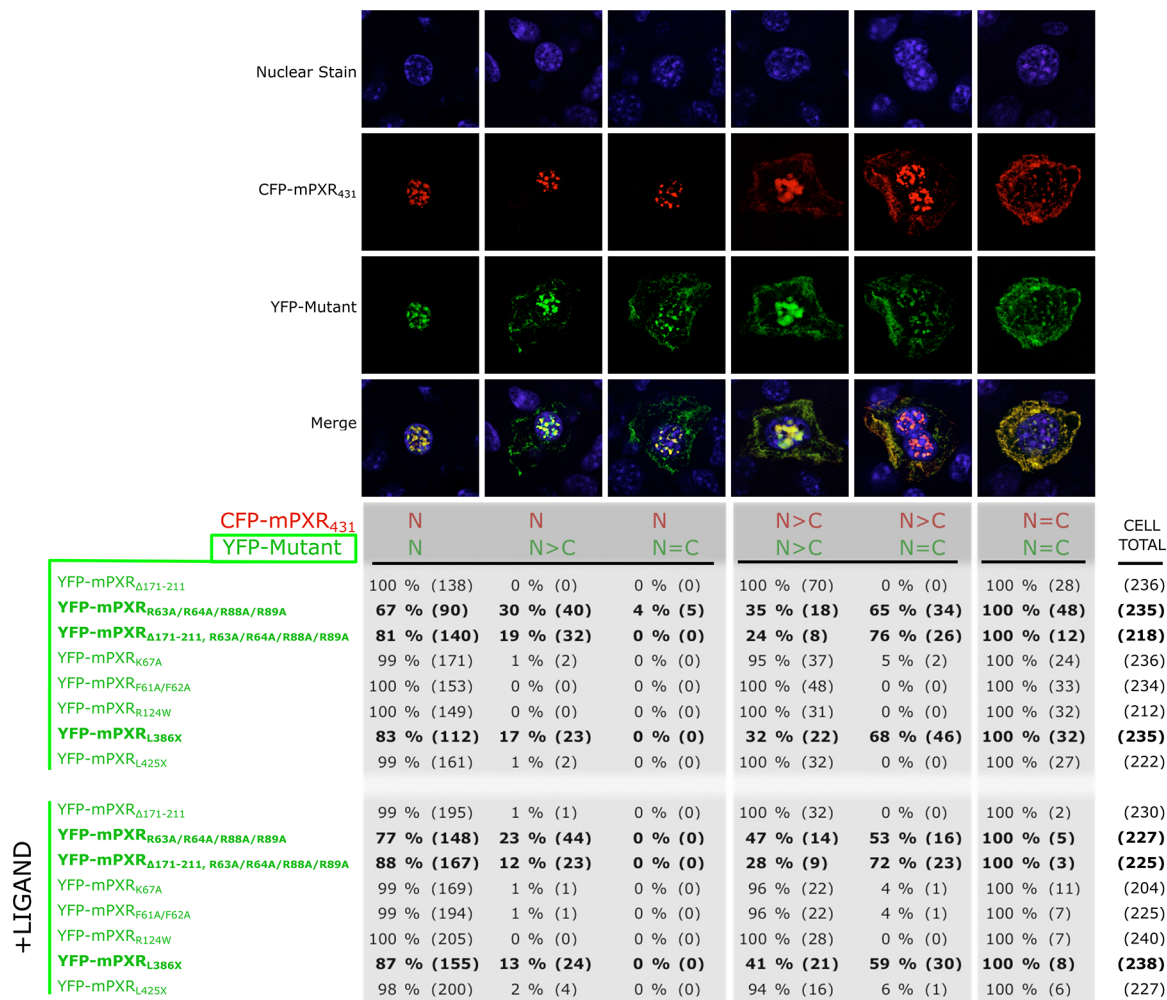 Nuclear Stain
CFP-mPXR431
YFP-Mutant
Merge
CFP-mPXR431 N N N N>C N>C N=C CELL
YFP-Mutant N N>C N=C N>C N=C N=C TOTAL
YFP-mPXRΔ171-211 100 % (138) 0 % (0) 0 % (0) 100 % (70) 0 % (0) 100 % (28) (236)
YFP-mPXRR63A/R64A/R88A/R89A 67 % (90) 30 % (40) 4 % (5) 35 % (18) 65 % (34) 100 % (48) (235)
YFP-mPXRΔ171-211, R63A/R64A/R88A/R89A 81 % (140) 19 % (32) 0 % (0) 24 % (8) 76 % (26) 100 % (12) (218)
YFP-mPXRK67A 99 % (171) 1 % (2) 0 % (0) 95 % (37) 5 % (2) 100 % (24) (236)
YFP-mPXRF61A/F62A 100 % (153) 0 % (0) 0 % (0) 100 % (48) 0 % (0) 100 % (33) (234)
YFP-mPXRR124W 100 % (149) 0 % (0) 0 % (0) 100 % (31) 0 % (0) 100 % (32) (212)
YFP-mPXRL386X 83 % (112) 17 % (23) 0 % (0) 32 % (22) 68 % (46) 100 % (32) (235)
YFP-mPXRL425X 99 % (161) 1 % (2) 0 % (0) 100 % (32) 0 % (0) 100 % (27) (222)
+LIGAND
YFP-mPXRΔ171-211 99 % (195) 1 % (1) 0 % (0) 100 % (32) 0 % (0) 100 % (2) (230)
YFP-mPXRR63A/R64A/R88A/R89A 77 % (148) 23 % (44) 0 % (0) 47 % (14) 53 % (16) 100 % (5) (227)
YFP-mPXRΔ171-211, R63A/R64A/R88A/R89A 88 % (167) 12 % (23) 0 % (0) 28 % (9) 72 % (23) 100 % (3) (225)
YFP-mPXRK67A 99 % (169) 1 % (1) 0 % (0) 96 % (22) 4 % (1) 100 % (11) (204)
YFP-mPXRF61A/F62A 99 % (194) 1 % (1) 0 % (0) 96 % (22) 4 % (1) 100 % (7) (225)
YFP-mPXRR124W 100 % (205) 0 % (0) 0 % (0) 100 % (28) 0 % (0) 100 % (7) (240)
YFP-mPXRL386X 87 % (155) 13 % (24) 0 % (0) 41 % (21) 59 % (30) 100 % (8) (238)
YFP-mPXRL425X 98 % (200) 2 % (4) 0 % (0) 94 % (16) 6 % (1) 100 % (6) (227)